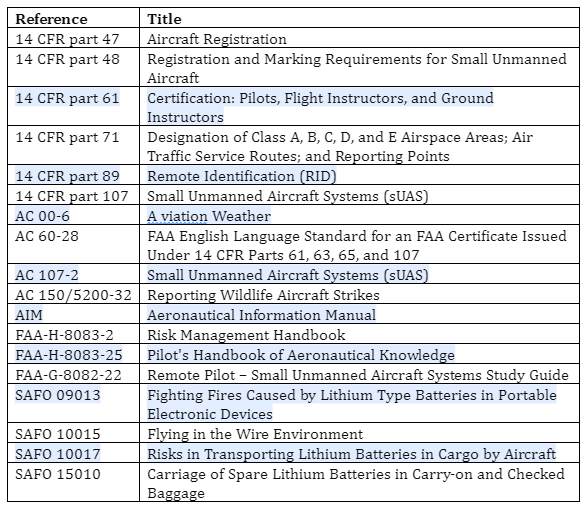 Reference Title
14 CFR part 47 Aircraft Registration
14 CFR part 48 Registration and Marking Requirements for Small Unmanned
Aircraft
14 CFR part 61 Certification: Pilots, Flight Instructors, and Ground
Instructors
14 CFR part 71 Designation of Class A, B, C, D, and E Airspace Areas; Air
Traffic Service Routes; and Reporting Points
14 CFR part 89 Remote Identification (RID)
14 CFR part 107 Small Unmanned Aircraft Systems (sUAS)
AC 00-6 A viation Weather
AC 60-28 FAA English Language Standard for an FAA Certificate Issued
Under 14 CFR Parts 61, 63, 65, and 107
AC 107-2 Small Unmanned Aircraft Systems (sUAS)
AC 150/5200-32 Reporting Wildlife Aircraft Strikes
AIM Aeronautical Information Manual
FAA-H-8083-2 Risk Management Handbook
FAA-H-8083-25 Pilot's Handbook of Aeronautical Knowledge
FAA-G-8082-22 Remote Pilot – Small Unmanned Aircraft Systems Study Guide
SAFO 09013 Fighting Fires Caused by Lithium Type Batteries in Portable
Electronic Devices
SAFO 10015 Flying in the Wire Environment
SAFO 10017 Risks in Transporting Lithium Batteries in Cargo by Aircraft
SAFO 15010 Carriage of Spare Lithium Batteries in Carry-on and Checked
Baggage